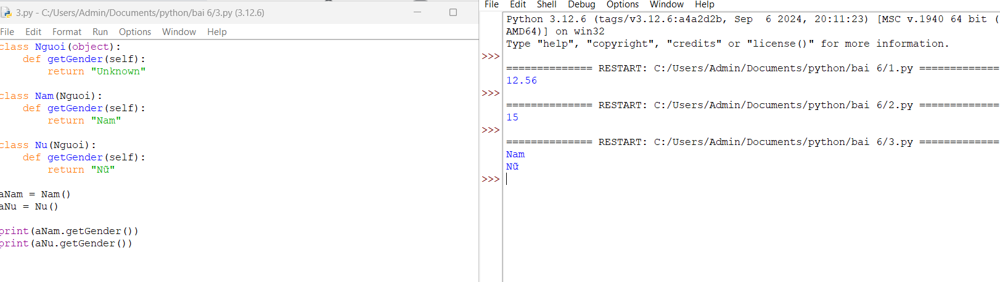 3.py - C:/Users/Admin/Documents/python/bai 6/3.py (3.12.6)
File Edit Format Run Options Window Help
class Nguoi(object):
    def getGender(self):
        return "Unknown"
class Nam(Nguoi):
    def getGender(self):
        return "Nam"
class Nu(Nguoi):
    def getGender(self):
        return "Nữ"
aNam = Nam()
aNu = Nu()
print(aNam.getGender())
print(aNu.getGender())
File Edit Shell Debug Options Window Help
Python 3.12.6 (tags/v3.12.6:a4a2d2b, Sep  6 2024, 20:11:23) [MSC v.1940 64 bit (
AMD64)] on win32
Type "help", "copyright", "credits" or "license()" for more information.
>>>
============== RESTART: C:/Users/Admin/Documents/python/bai 6/1.py =============
12.56
>>>
============== RESTART: C:/Users/Admin/Documents/python/bai 6/2.py =============
15
>>>
============== RESTART: C:/Users/Admin/Documents/python/bai 6/3.py =============
Nam
Nữ
>>>